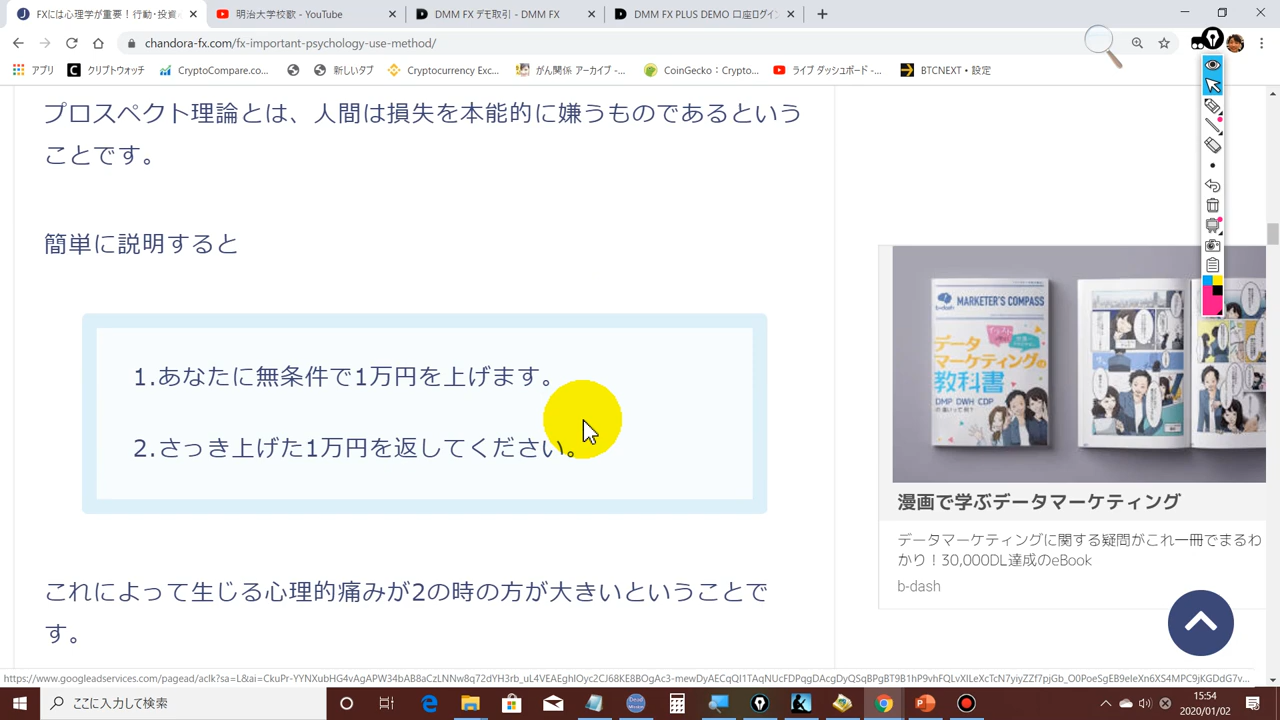 FXには心理学が重要！行動・投資
明治大学校歌 - YouTube
DMM FX デモ取引 - DMM FX
DMM FX PLUS DEMO 口座ログイン
chandora-fx.com/fx-important-psychology-use-method/
アプリ
クリプトウォッチ
CryptoCompare.co...
新しいタブ
Cryptocurrency Exc...
がん関係 アーカイブ -...
CoinGecko：Crypto...
ライブ ダッシュボード -...
BTCNEXT・設定
プロスペクト理論とは、人間は損失を本能的に嫌うものであるという
ことです。
簡単に説明すると
1.あなたに無条件で1万円を上げます。
2.さっき上げた1万円を返してください。
これによって生じる心理的痛みが2の時の方が大きいということで
す。
b-dash
MARKETER'S COMPASS
データ
マーケティングの
教科書
DMP DWH CDP
の違いって何？
漫画で学ぶデータマーケティング
データマーケティングに関する疑問がこれ一冊でまるわ
かり！30,000DL達成のeBook
b-dash
ここに入力して検索
15:54
2020/01/02